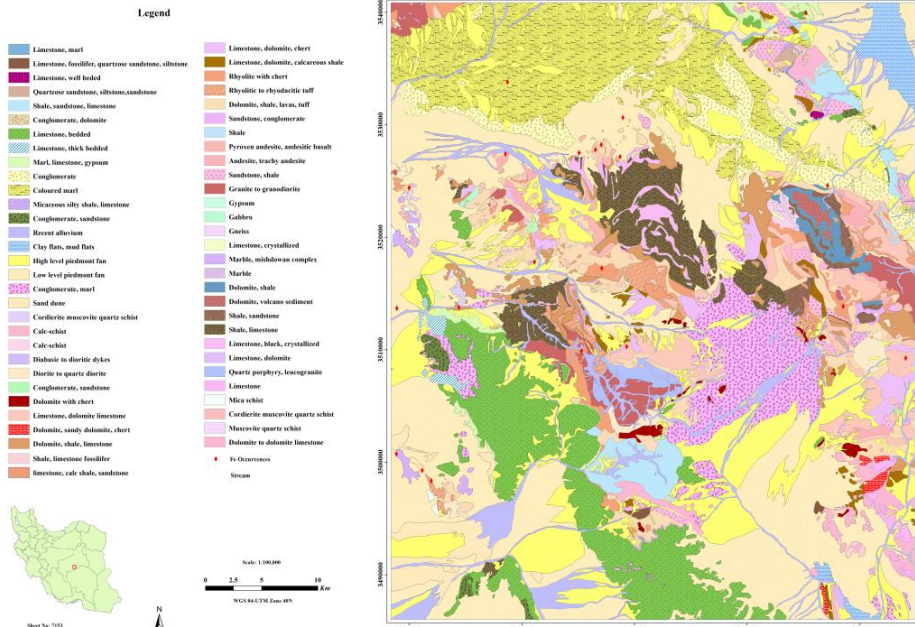 Legend
Limestone, marl
Limestone, fossilifer, quartzose sandstone, siltstone
Limestone, well beded
Quartzose sandstone, siltstone,sandstone
Shale, sandstone, limestone
Conglomerate, dolomite
Limestone, bedded
Limestone, thick bedded
Marl, limestone, gypsum
Conglomerate
Coloured marl
Micaceous silty shale, limestone
Conglomerate, sandstone
Recent alluvium
Clay flats, mud flats
High level piedmont fan
Low level piedmont fan
Conglomerate, marl
Sand dune
Cordierite muscovite quartz schist
Calc-schist
Calc-schist
Diabasic to dioritic dykes
Diorite to quartz diorite
Conglomerate, sandstone
Dolomite with chert
Limestone, dolomite limestone
Dolomite, sandy dolomite, chert
Dolomite, shale, limestone
Shale, limestone fossilifer
limestone, calc shale, sandstone
Limestone, dolomite, chert
Limestone, dolomite, calcareous shale
Rhyolite with chert
Rhyolitic to rhyodacitic tuff
Dolomite, shale, lavas, tuff
Sandstone, conglomerate
Shale
Pyroxen andesite, andesitic basalt
Andesite, trachy andesite
Sandstone, shale
Granite to granodiorite
Gypsum
Gabbro
Gneiss
Limestone, crystallized
Marble, mishdowan complex
Marble
Dolomite, shale
Dolomite, volcano sediment
Shale, sandstone
Shale, limestone
Limestone, black, crystallized
Limestone, dolomite
Quartz porphyry, leucogranite
Limestone
Mica schist
Cordierite muscovite quartz schist
Muscovite quartz schist
Dolomite to dolomite limestone
Fe Occurrences
Stream
Scale: 1:100,000
0 2.5 5 10
Km
WGS 84-UTM Zone 40N
N
Sheet No: 7153
3540000
3530000
3520000
3510000
3500000
3490000